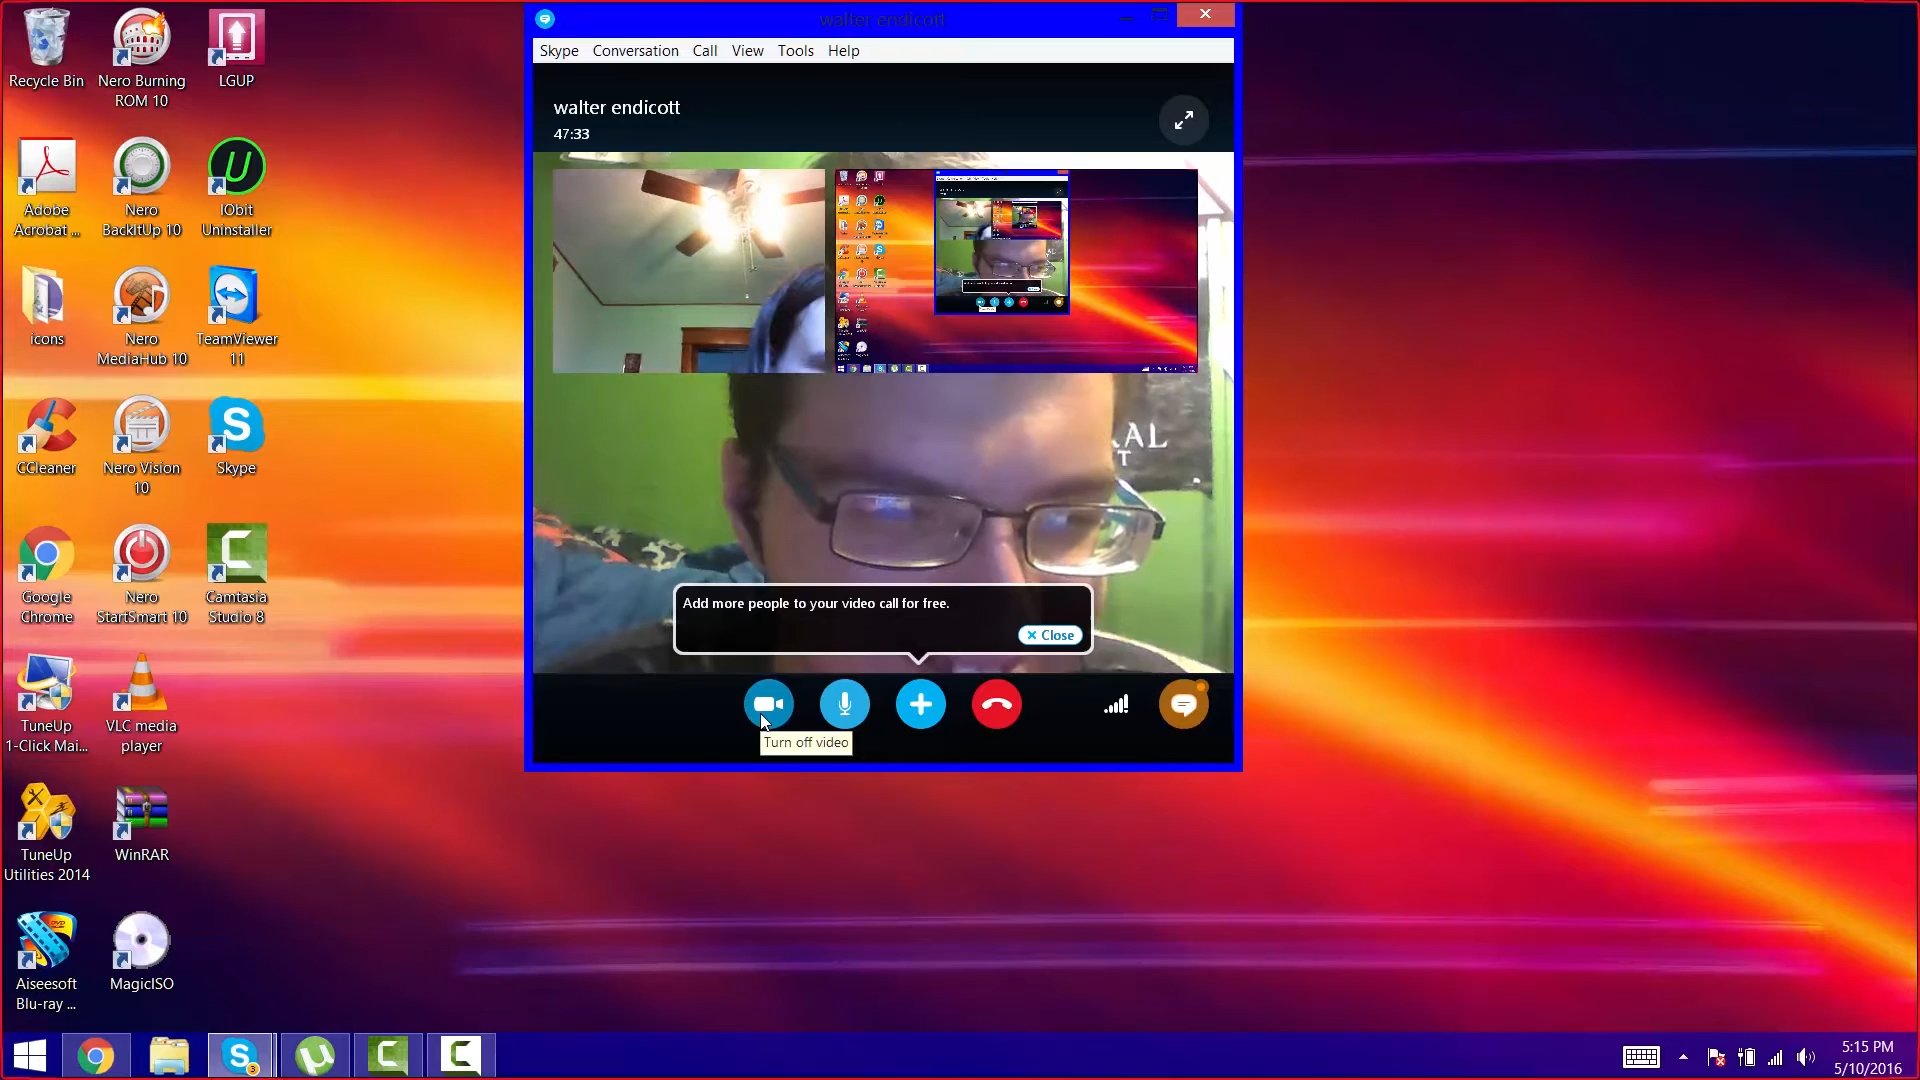 Recycle Bin
Nero Burning
ROM 10
LGUP
Adobe
Acrobat ...
Nero
BackItUp 10
IObit
Uninstaller
icons
Nero
MediaHub 10
TeamViewer
11
CCleaner
Nero Vision
10
Skype
Google
Chrome
Nero
StartSmart 10
Camtasia
Studio 8
TuneUp
1-Click Mai...
VLC media
player
TuneUp
Utilities 2014
WinRAR
Aiseesoft
Blu-ray ...
MagicISO
walter endicott
Skype Conversation Call View Tools Help
walter endicott
47:33
AL
T
Add more people to your video call for free.
Close
Turn off video
3
5:15 PM
5/10/2016